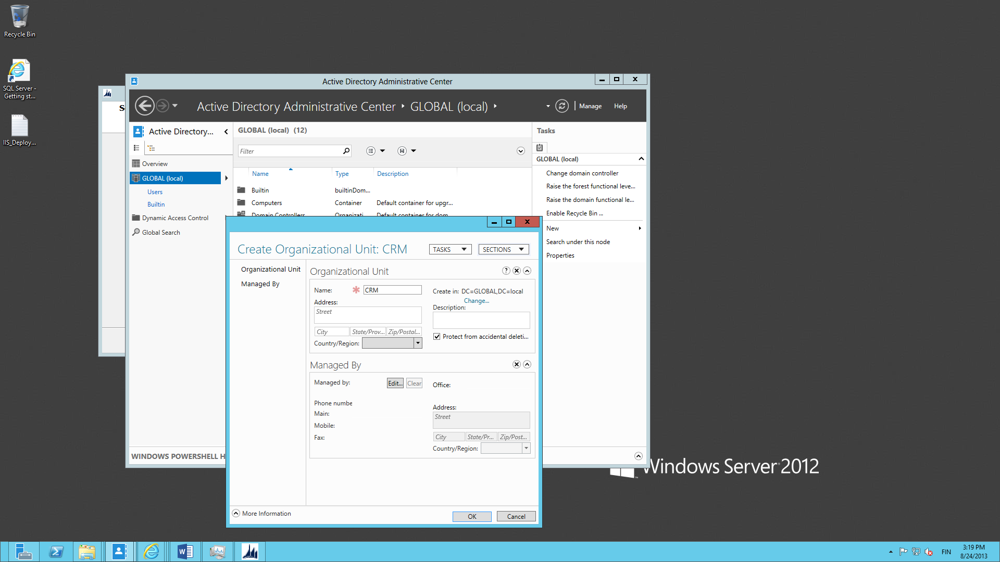 Recycle Bin
SQL Server -
Getting st...
IIS_Deploy...
Active Directory Administrative Center
Active Directory Administrative Center GLOBAL (local)
Manage
Help
Active Directory...
Overview
GLOBAL (local)
Users
Builtin
Dynamic Access Control
Global Search
WINDOWS POWERSHELL H
GLOBAL (local) (12)
Filter
Name Type Description
Builtin builtinDom...
Computers Container Default container for upgr...
Domain Controllers Organizati Default container for dom
Tasks
GLOBAL (local)
Change domain controller
Raise the forest functional leve...
Raise the domain functional le...
Enable Recycle Bin ...
New
Search under this node
Properties
Create Organizational Unit: CRM
TASKS
SECTIONS
Organizational Unit
Managed By
Organizational Unit
Name: CRM
Address:
Street
City State/Prov... Zip/Postal...
Country/Region:
Create in: DC=GLOBAL,DC=local
Change...
Description:
Protect from accidental deleti...
Managed By
Managed by: Edit... Clear
Phone numbe
Main:
Mobile:
Fax:
Office:
Address:
Street
City State/Pr... Zip/Post...
Country/Region:
More Information
OK Cancel
Windows Server 2012
FIN
3:19 PM
8/24/2013